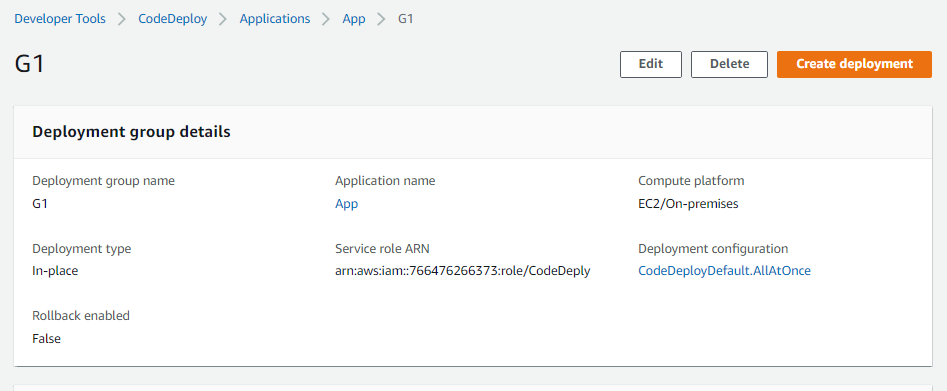 Developer Tools > CodeDeploy > Applications > App > G1
G1 Edit Delete Create deployment
Deployment group details
Deployment group name Application name Compute platform
G1 App EC2/On-premises
Deployment type Service role ARN Deployment configuration
In-place arn:aws:iam::766476266373:role/CodeDeply CodeDeployDefault.AllAtOnce
Rollback enabled
False